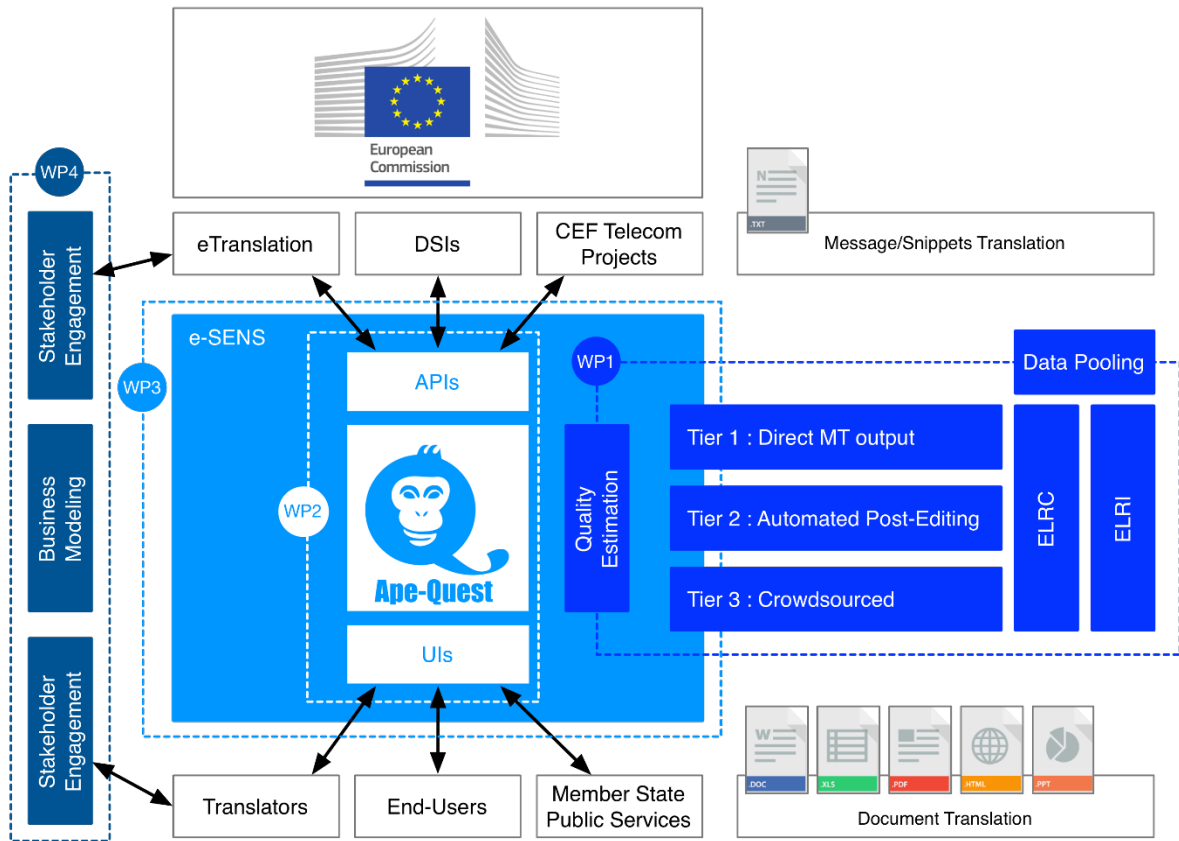 European
Commission
WP4
N
.TXT
Message/Snippets Translation
eTranslation
DSIs
CEF Telecom
Projects
Stakeholder
Engagement
Business
Modeling
Stakeholder
Engagement
WP3
e-SENS
WP2
APIs
Ape-Quest
UIs
WP1
Quality
Estimation
Data Pooling
Tier 1 : Direct MT output
Tier 2 : Automated Post-Editing
Tier 3 : Crowdsourced
ELRC
ELRI
Translators
End-Users
Member State
Public Services
W
.DOC
.XLS
.PDF
.HTML
.PPT
Document Translation